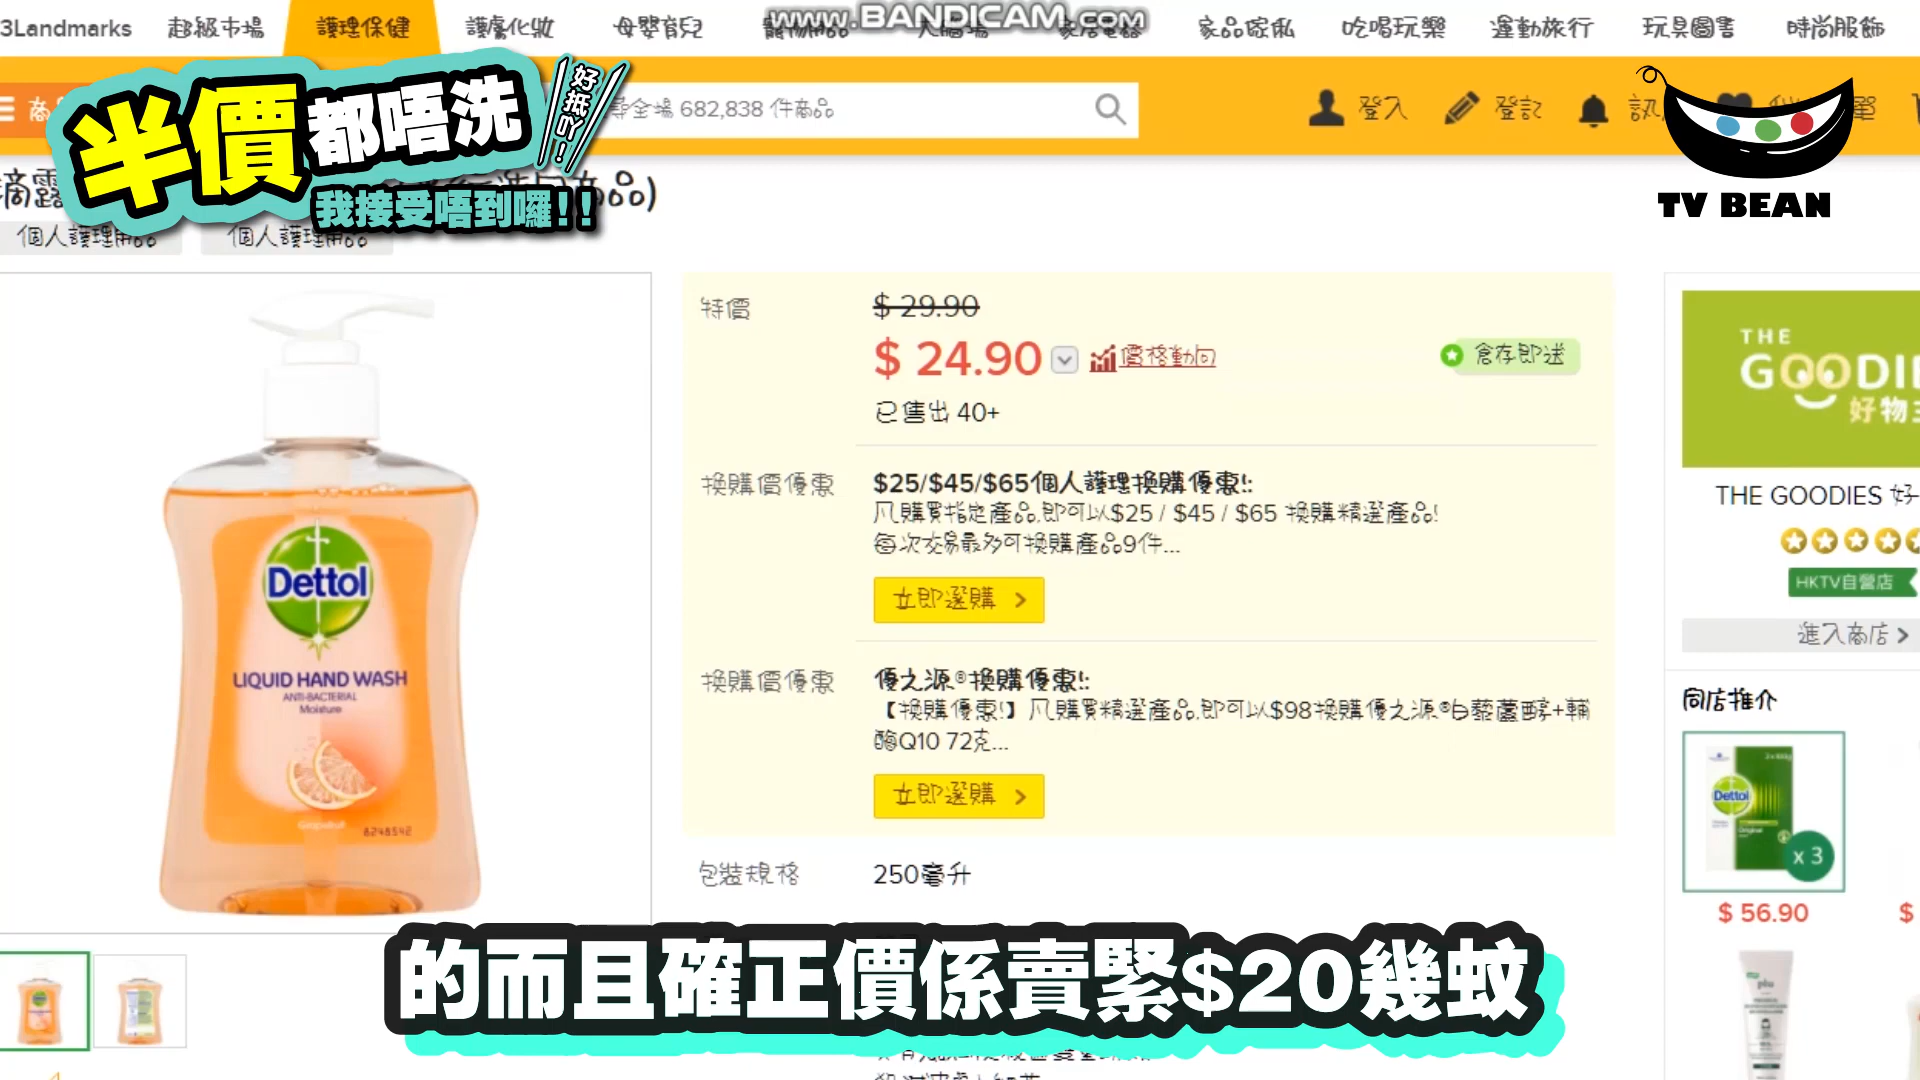 3Landmarks 超級市場 護理保健 護膚化妝 母嬰育兒 家品傢俬 吃喝玩樂 運動旅行 玩具圖書 時尚服飾
www.BANDICAM.com
半價都唔洗
好抵吖!
我接受唔到囉!!
全場 682,838 件商品
登入 登記
TV BEAN
個人護理用品 個人護理用品
特價 $ 29.90
$ 24.90 價格動向
倉存即送
已售出 40+
換購價優惠 $25/$45/$65個人護理換購優惠!:
凡購買指定產品,即可以$25 / $45 / $65 換購精選產品!
每次交易最多可換購產品9件...
立即選購 >
換購價優惠 優之源®換購優惠!:
【換購優惠!】凡購買精選產品,即可以$98換購優之源®白藜蘆醇+輔
酶Q10 72克...
立即選購 >
包裝規格 250毫升
Dettol
LIQUID HAND WASH
ANTI-BACTERIAL
Moisture
Grapefruit
8248542
THE
GOODIE
好物
THE GOODIES 好
HKTV自營店
進入商店 >
同店推介
Dettol
Original
x 3
$ 56.90 $
plu
的而且確正價係賣緊$20幾蚊